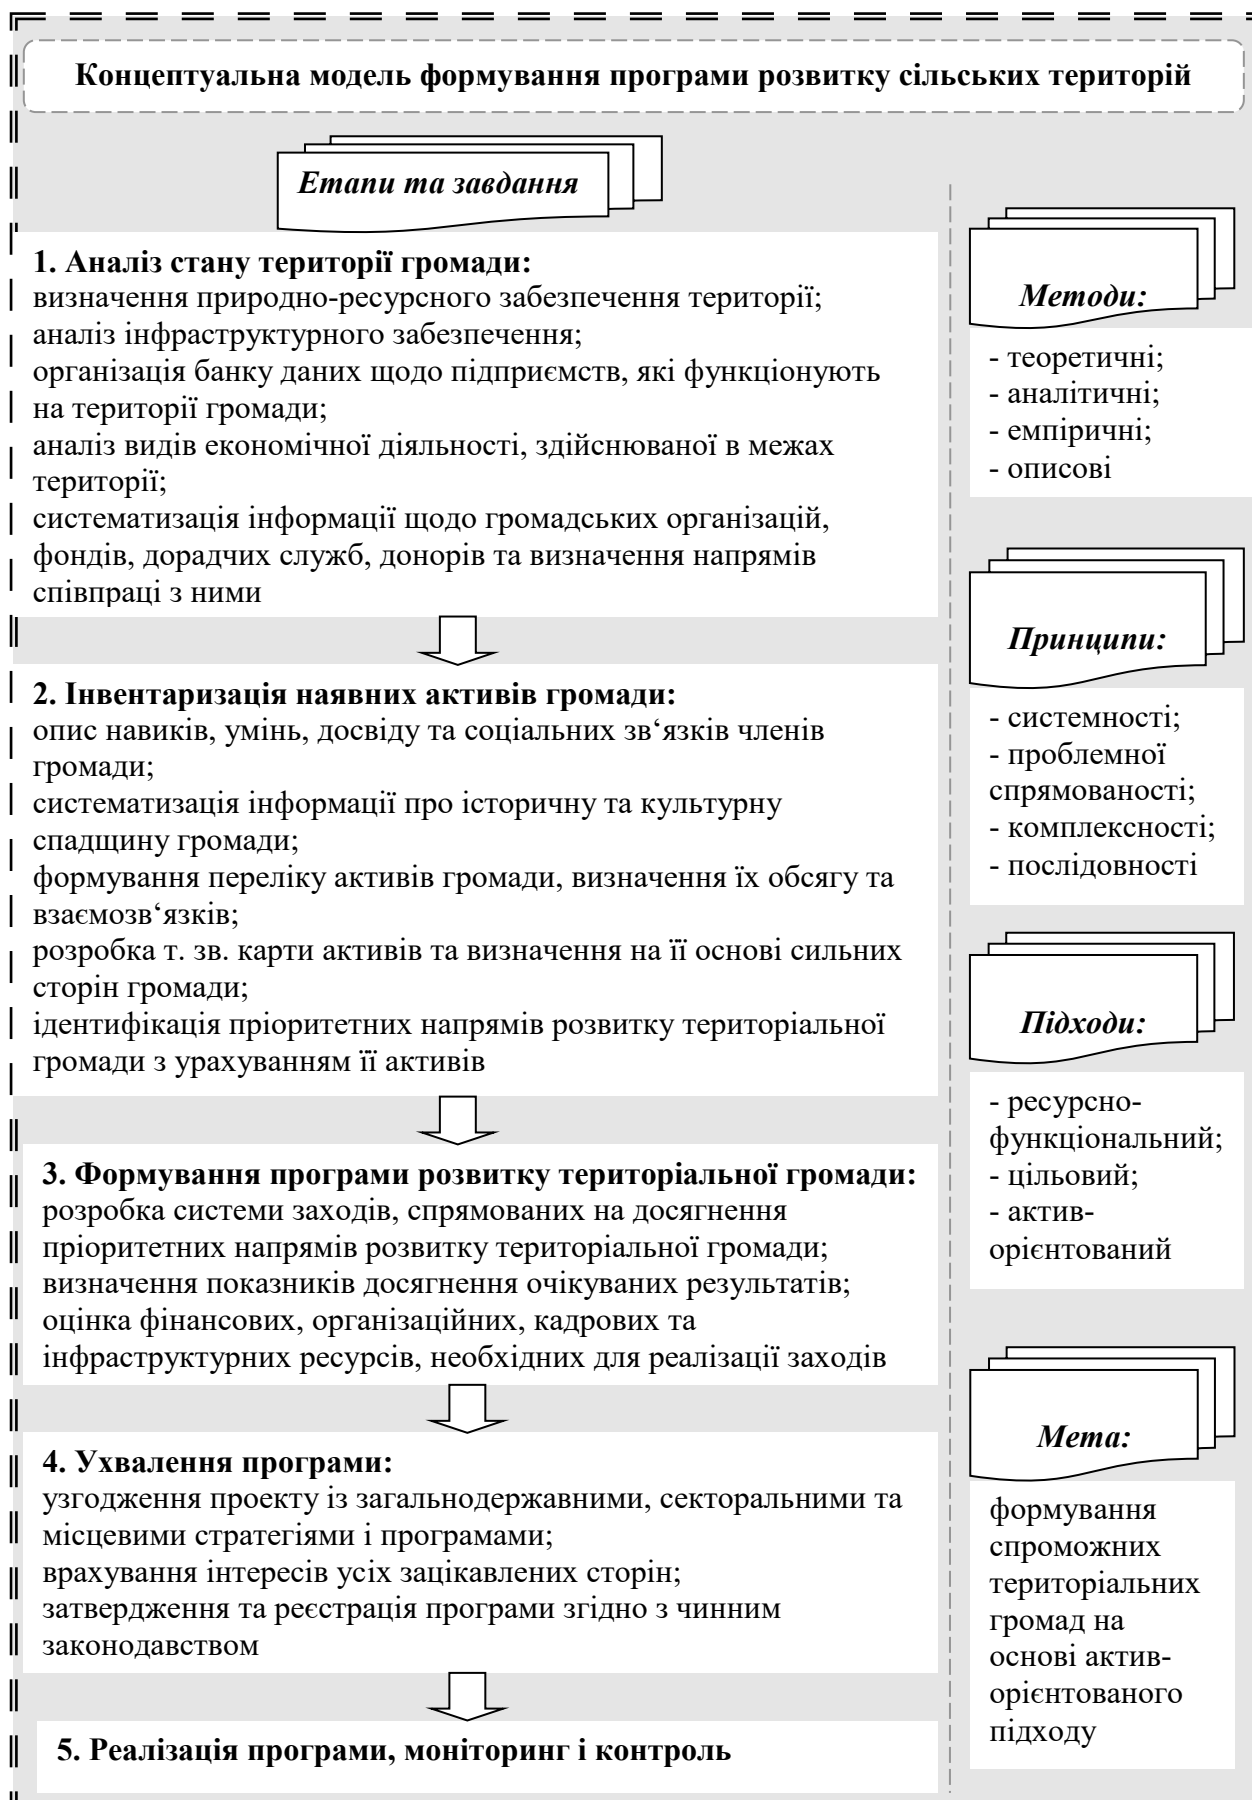 Концептуальна модель формування програми розвитку сільських територій
Етапи та завдання
1. Аналіз стану території громади:
визначення природно-ресурсного забезпечення території;
аналіз інфраструктурного забезпечення;
організація банку даних щодо підприємств, які функціонують
на території громади;
аналіз видів економічної діяльності, здійснюваної в межах
території;
систематизація інформації щодо громадських організацій,
фондів, дорадчих служб, донорів та визначення напрямів
співпраці з ними
2. Інвентаризація наявних активів громади:
опис навиків, умінь, досвіду та соціальних зв‘язків членів
громади;
систематизація інформації про історичну та культурну
спадщину громади;
формування переліку активів громади, визначення їх обсягу та
взаємозв‘язків;
розробка т. зв. карти активів та визначення на її основі сильних
сторін громади;
ідентифікація пріоритетних напрямів розвитку територіальної
громади з урахуванням її активів
3. Формування програми розвитку територіальної громади:
розробка системи заходів, спрямованих на досягнення
пріоритетних напрямів розвитку територіальної громади;
визначення показників досягнення очікуваних результатів;
оцінка фінансових, організаційних, кадрових та
інфраструктурних ресурсів, необхідних для реалізації заходів
4. Ухвалення програми:
узгодження проекту із загальнодержавними, секторальними та
місцевими стратегіями і програмами;
врахування інтересів усіх зацікавлених сторін;
затвердження та реєстрація програми згідно з чинним
законодавством
5. Реалізація програми, моніторинг і контроль
Методи:
- теоретичні;
- аналітичні;
- емпіричні;
- описові
Принципи:
- системності;
- проблемної
спрямованості;
- комплексності;
- послідовності
Підходи:
- ресурсно-
функціональний;
- цільовий;
- актив-
орієнтований
Мета:
формування
спроможних
територіальних
громад на
основі актив-
орієнтованого
підходу